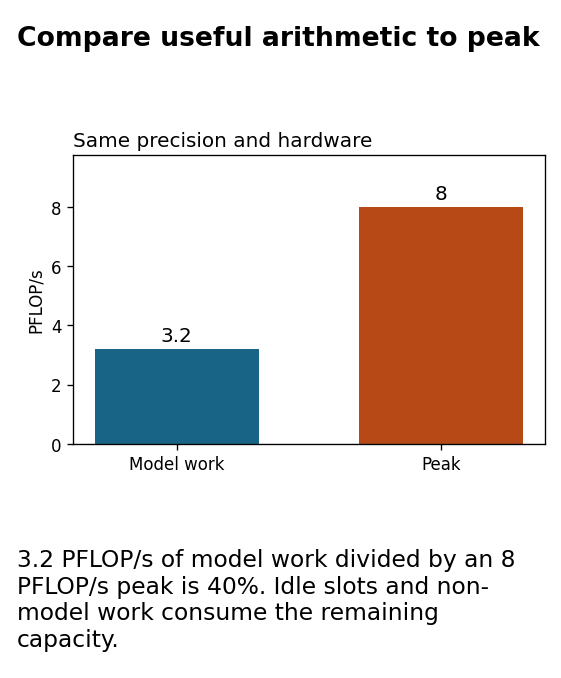 Compare useful arithmetic to peak
Same precision and hardware
PFLOP/s
8
6
4
2
0
3.2
8
Model work
Peak
3.2 PFLOP/s of model work divided by an 8
PFLOP/s peak is 40%. Idle slots and non-
model work consume the remaining
capacity.